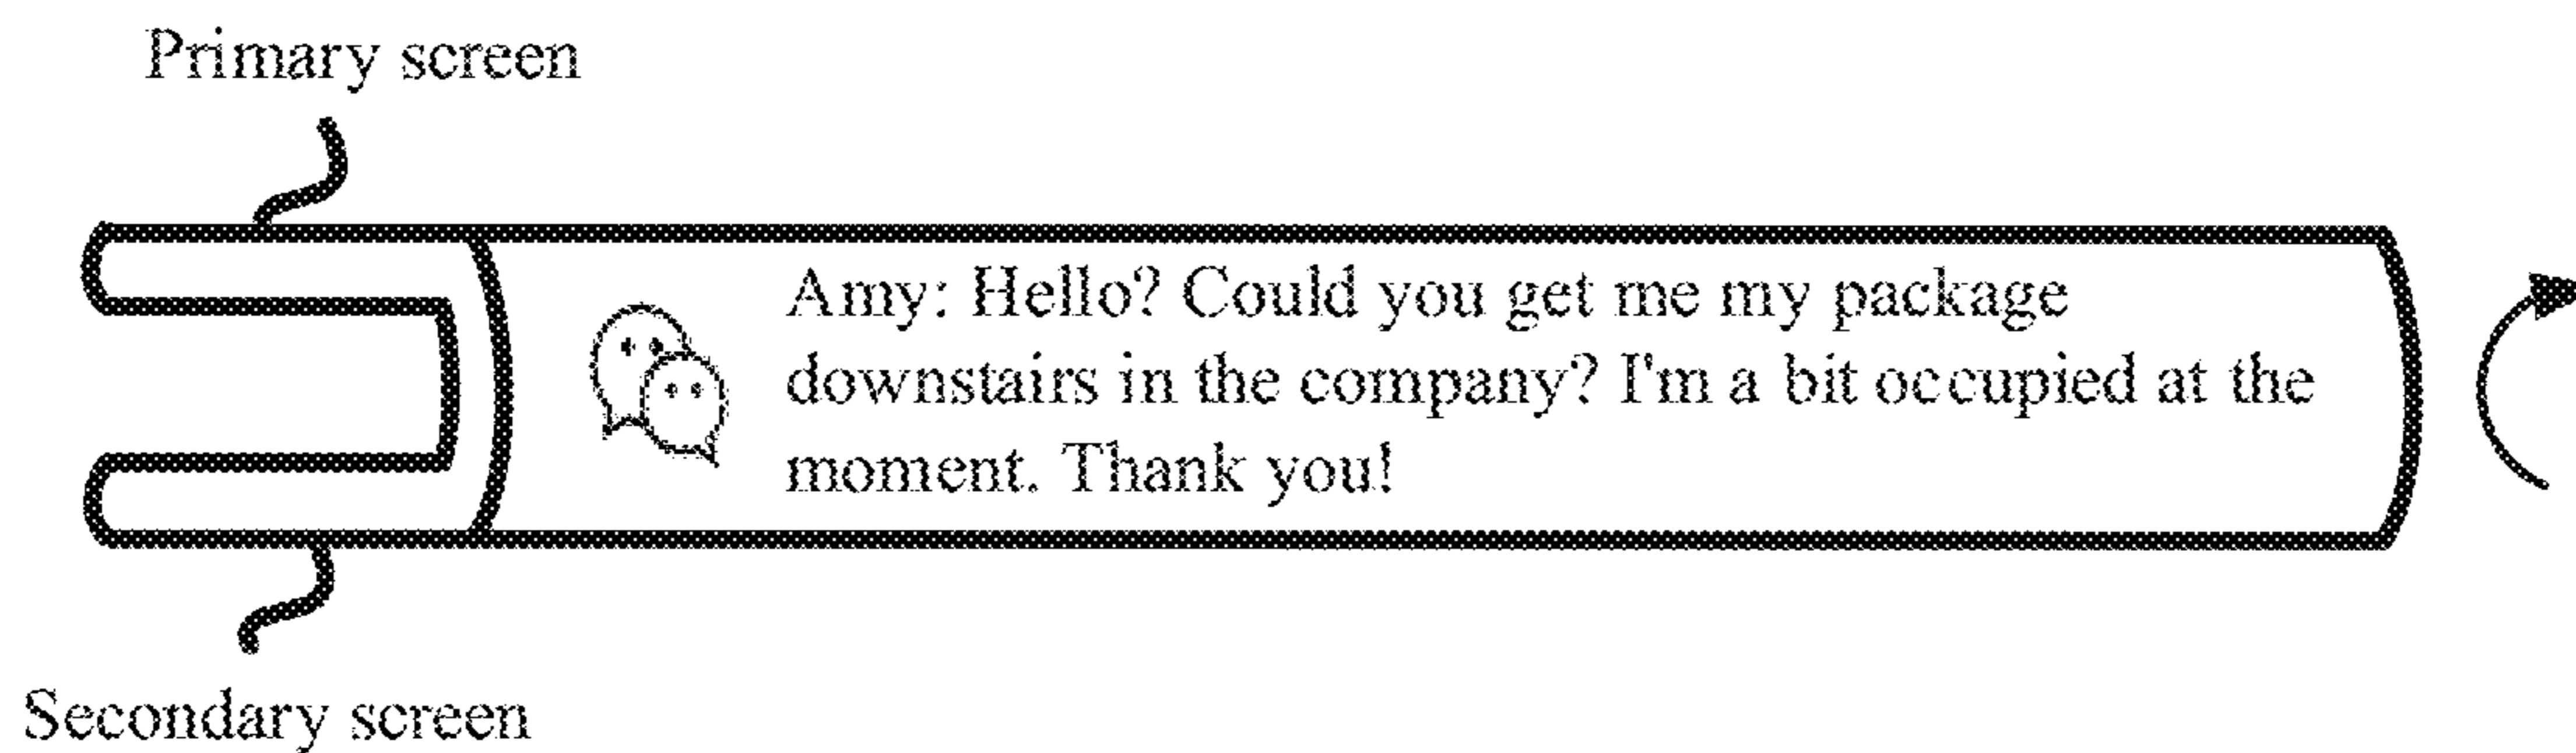 Primary screen
Amy: Hello? Could you get me my package
downstairs in the company? I'm a bit occupied at the
moment. Thank you!
Secondary screen